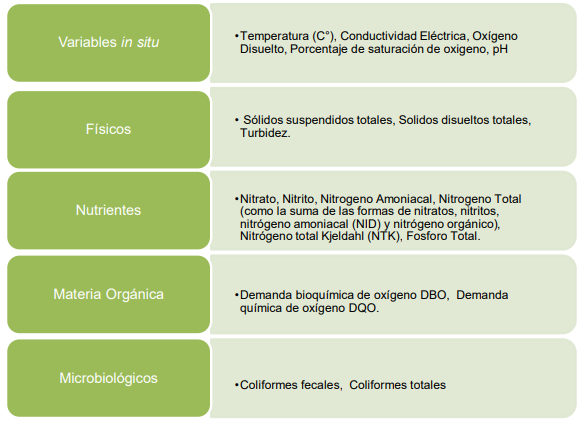 Variables in situ
•Temperatura (C°), Conductividad Eléctrica, Oxígeno
Disuelto, Porcentaje de saturación de oxigeno, pH
Físicos
• Sólidos suspendidos totales, Solidos disueltos totales,
Turbidez.
Nutrientes
•Nitrato, Nitrito, Nitrogeno Amoniacal, Nitrogeno Total
(como la suma de las formas de nitratos, nitritos,
nitrógeno amoniacal (NID) y nitrógeno orgánico),
Nitrógeno total Kjeldahl (NTK), Fosforo Total.
Materia Orgánica
•Demanda bioquímica de oxígeno DBO,  Demanda
química de oxígeno DQO.
Microbiológicos
•Coliformes fecales,  Coliformes totales